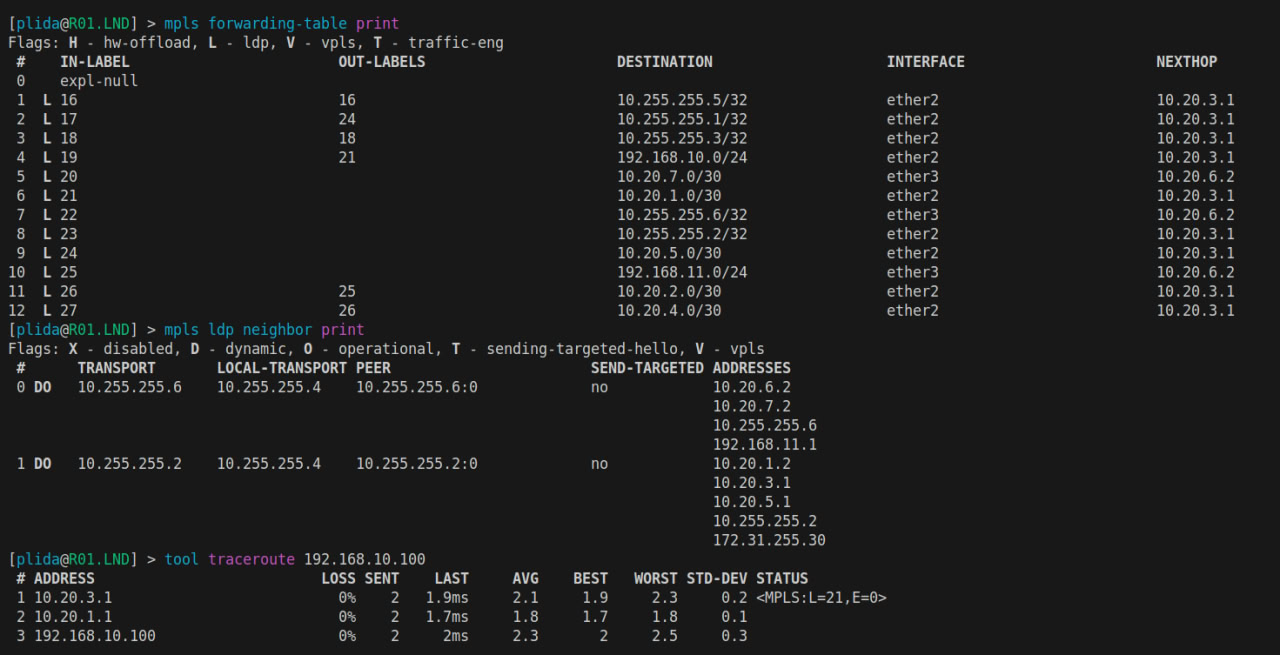 [plida@R01.LND] > mpls forwarding-table print
Flags: H - hw-offload, L - ldp, V - vpls, T - traffic-eng
# IN-LABEL OUT-LABELS DESTINATION INTERFACE NEXTHOP
0 expl-null
1 L 16 16 10.255.255.5/32 ether2 10.20.3.1
2 L 17 24 10.255.255.1/32 ether2 10.20.3.1
3 L 18 18 10.255.255.3/32 ether2 10.20.3.1
4 L 19 21 192.168.10.0/24 ether2 10.20.3.1
5 L 20 10.20.7.0/30 ether3 10.20.6.2
6 L 21 10.20.1.0/30 ether2 10.20.3.1
7 L 22 10.255.255.6/32 ether3 10.20.6.2
8 L 23 10.255.255.2/32 ether2 10.20.3.1
9 L 24 10.20.5.0/30 ether2 10.20.3.1
10 L 25 192.168.11.0/24 ether3 10.20.6.2
11 L 26 25 10.20.2.0/30 ether2 10.20.3.1
12 L 27 26 10.20.4.0/30 ether2 10.20.3.1
[plida@R01.LND] > mpls ldp neighbor print
Flags: X - disabled, D - dynamic, O - operational, T - sending-targeted-hello, V - vpls
# TRANSPORT LOCAL-TRANSPORT PEER SEND-TARGETED ADDRESSES
0 DO 10.255.255.6 10.255.255.4 10.255.255.6:0 no 10.20.6.2
10.20.7.2
10.255.255.6
192.168.11.1
1 DO 10.255.255.2 10.255.255.4 10.255.255.2:0 no 10.20.1.2
10.20.3.1
10.20.5.1
10.255.255.2
172.31.255.30
[plida@R01.LND] > tool traceroute 192.168.10.100
# ADDRESS LOSS SENT LAST AVG BEST WORST STD-DEV STATUS
1 10.20.3.1 0% 2 1.9ms 2.1 1.9 2.3 0.2 <MPLS:L=21,E=0>
2 10.20.1.1 0% 2 1.7ms 1.8 1.7 1.8 0.1
3 192.168.10.100 0% 2 2ms 2.3 2 2.5 0.3